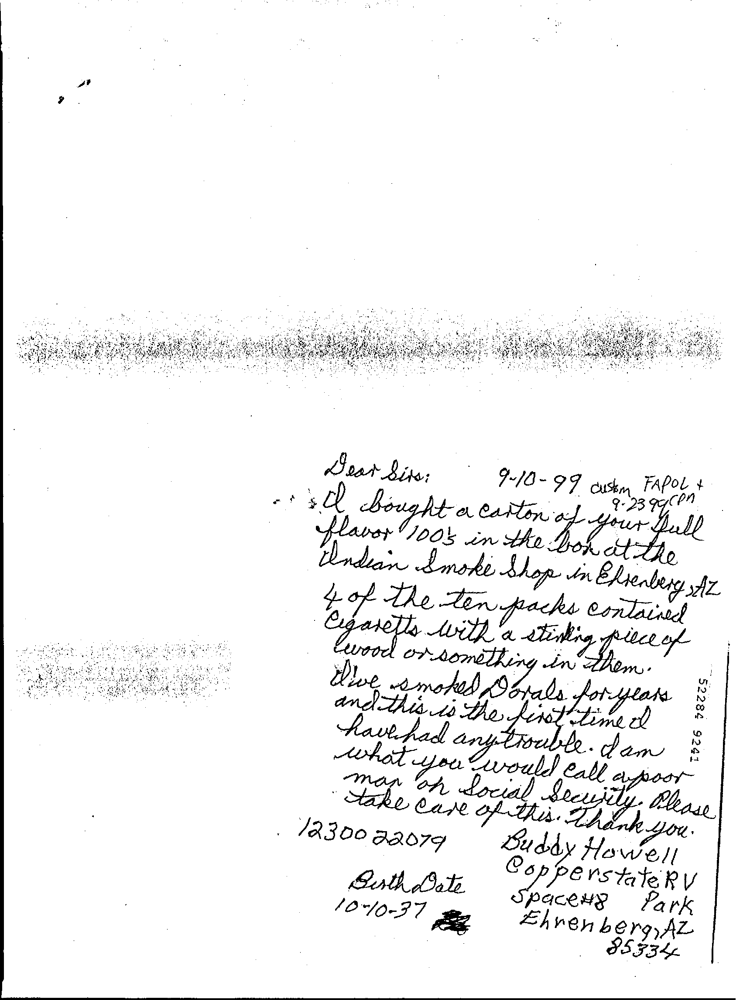 Dear Sirs: 9-10-99 custom FAPOL +
9-23 99 cpn
I bought a carton of your full
flavor 100's in the box at the
Indian Smoke Shop in Ehrenberg, AZ
4 of the ten packs contained
Cigaretts with a stinking piece of
wood or something in them.
I've smoked Dorals for years
and this is the first time I
have had any trouble. I am
what you would call a poor
man on Social Security. Please
take care of this. Thank you.
12300 22079
Buddy Howell
Copperstate RV
Park
Space #8
Ehrenberg, AZ
85334
Birth Date
10-10-37
52284 9241